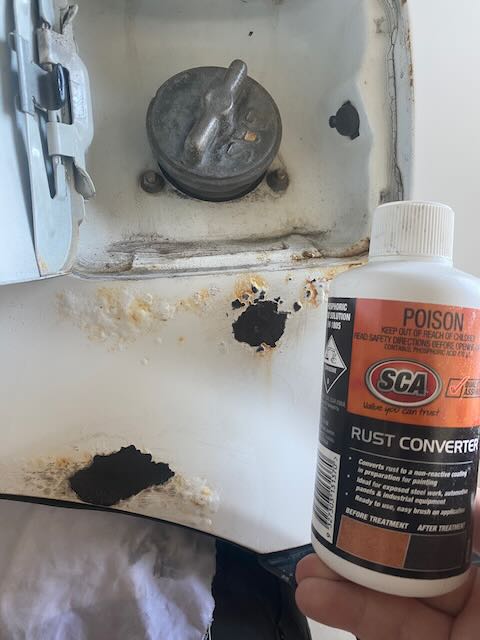 POISON
KEEP OUT OF REACH OF CHILDREN
READ SAFETY DIRECTIONS BEFORE
SCA
Value you can trust
RUST CONVERTER
Converts rust to a non-reactive coating
in preparation for painting
Ideal for exposed steel work,
panels & industrial equipment
Ready to use, easy brush on application
BEFORE TREATMENT AFTER TREATMENT